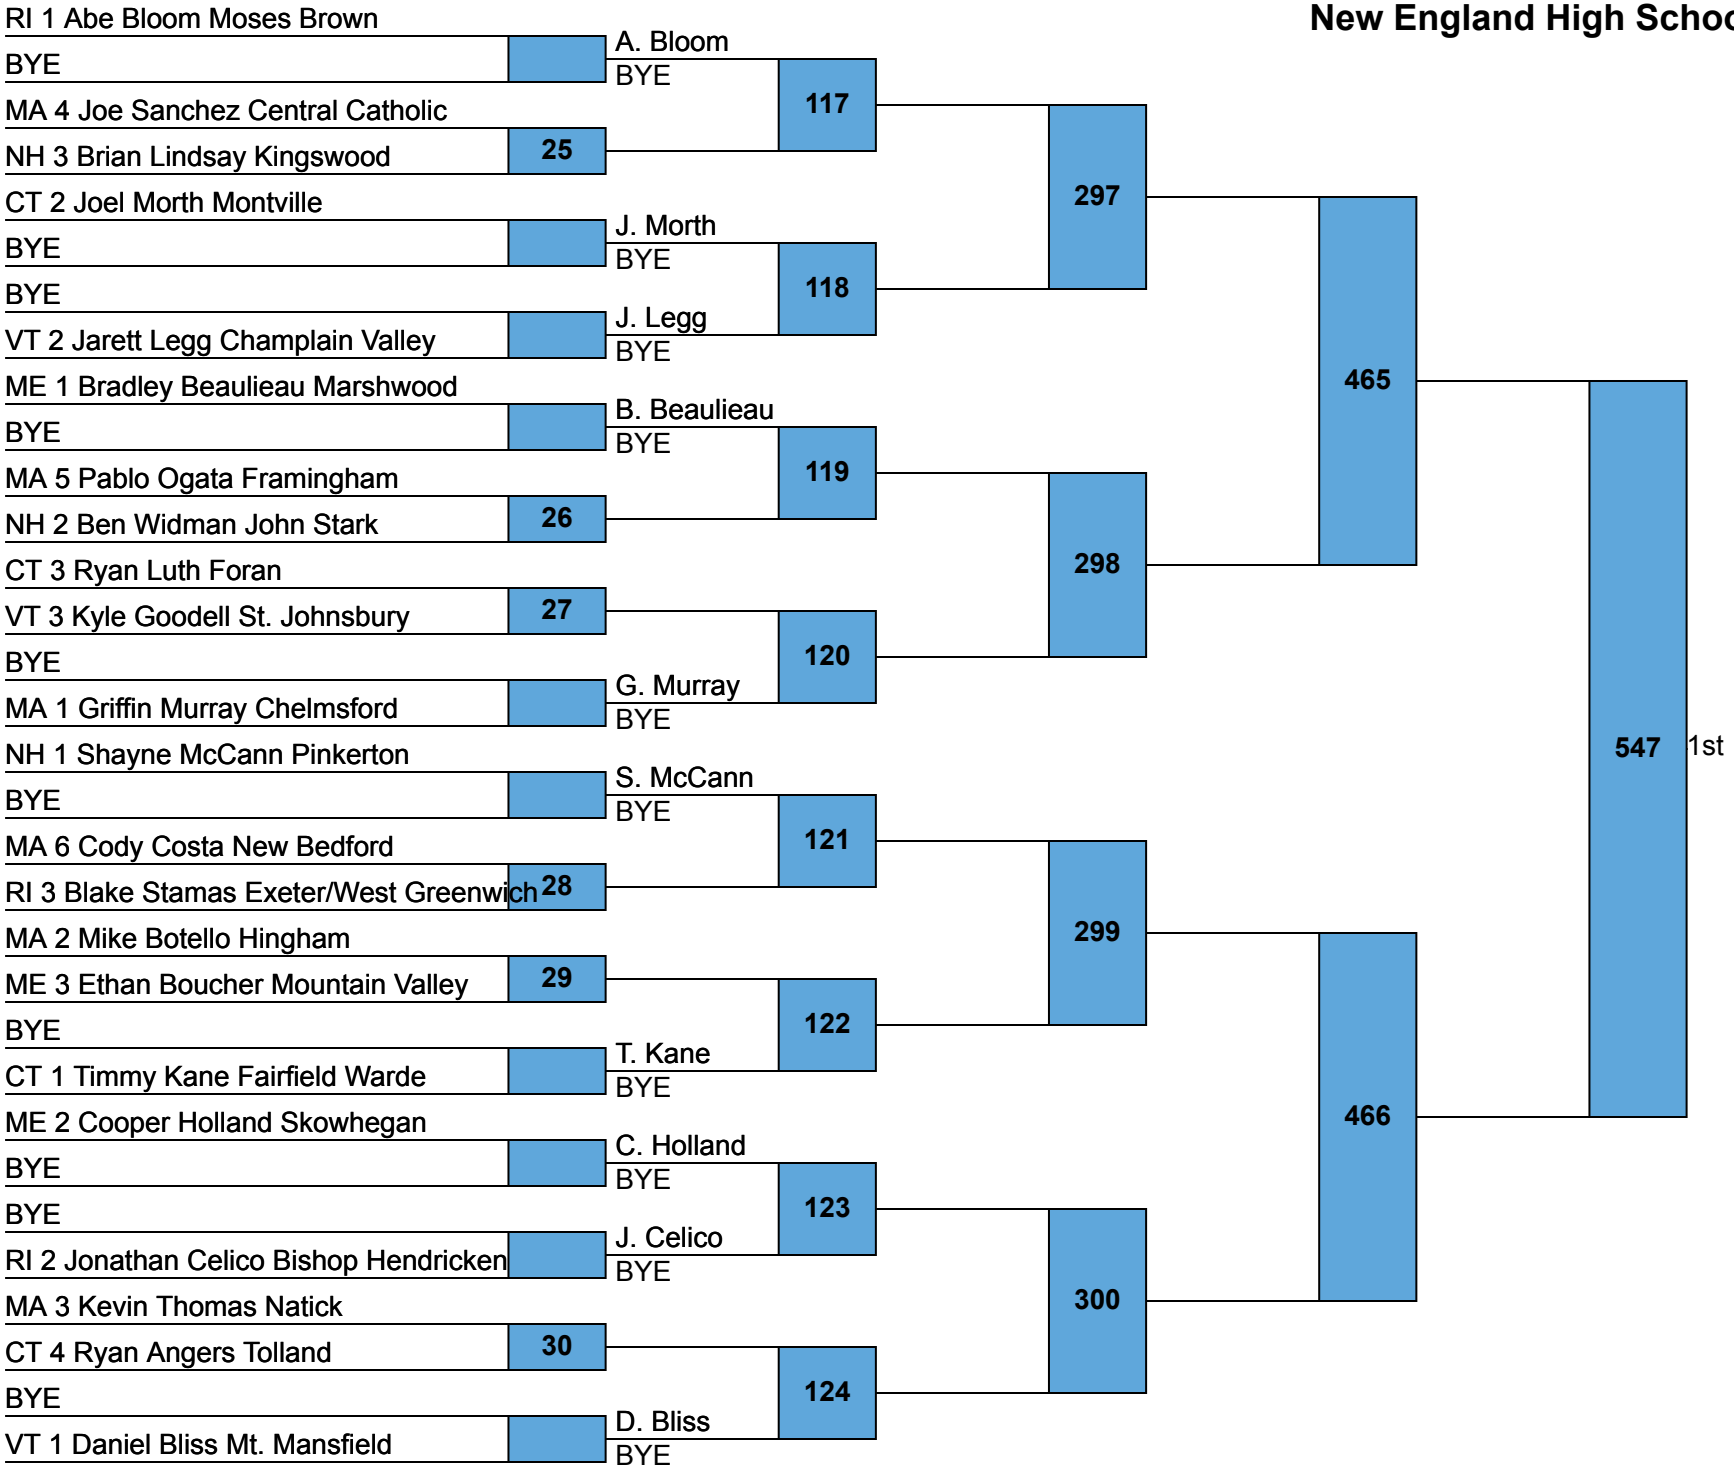 New England High Schoo
RI 1 Abe Bloom Moses Brown
BYE
MA 4 Joe Sanchez Central Catholic
NH 3 Brian Lindsay Kingswood
CT 2 Joel Morth Montville
BYE
BYE
VT 2 Jarett Legg Champlain Valley
ME 1 Bradley Beaulieau Marshwood
BYE
MA 5 Pablo Ogata Framingham
NH 2 Ben Widman John Stark
CT 3 Ryan Luth Foran
VT 3 Kyle Goodell St. Johnsbury
BYE
MA 1 Griffin Murray Chelmsford
NH 1 Shayne McCann Pinkerton
BYE
MA 6 Cody Costa New Bedford
RI 3 Blake Stamas Exeter/West Greenwich
MA 2 Mike Botello Hingham
ME 3 Ethan Boucher Mountain Valley
BYE
CT 1 Timmy Kane Fairfield Warde
ME 2 Cooper Holland Skowhegan
BYE
BYE
RI 2 Jonathan Celico Bishop Hendricken
MA 3 Kevin Thomas Natick
CT 4 Ryan Angers Tolland
BYE
VT 1 Daniel Bliss Mt. Mansfield
25
26
27
28
29
30
A. Bloom
BYE
J. Morth
BYE
J. Legg
BYE
B. Beaulieau
BYE
G. Murray
BYE
S. McCann
BYE
T. Kane
BYE
C. Holland
BYE
J. Celico
BYE
D. Bliss
BYE
117
118
119
120
121
122
123
124
297
298
299
300
465
466
547
1st